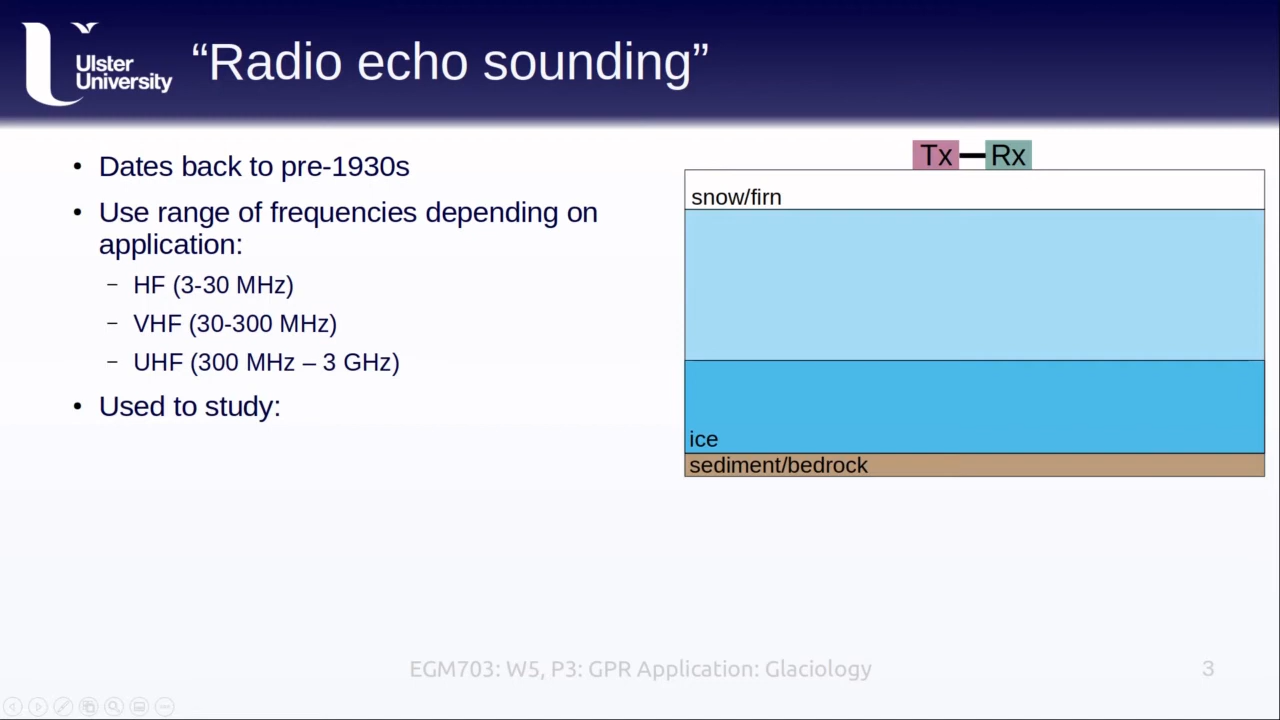 Ulster
University
“Radio echo sounding”
• Dates back to pre-1930s
• Use range of frequencies depending on
application:
– HF (3-30 MHz)
– VHF (30-300 MHz)
– UHF (300 MHz – 3 GHz)
• Used to study:
Tx
Rx
snow/firn
ice
sediment/bedrock
EGM703: W5, P3: GPR Application: Glaciology
3